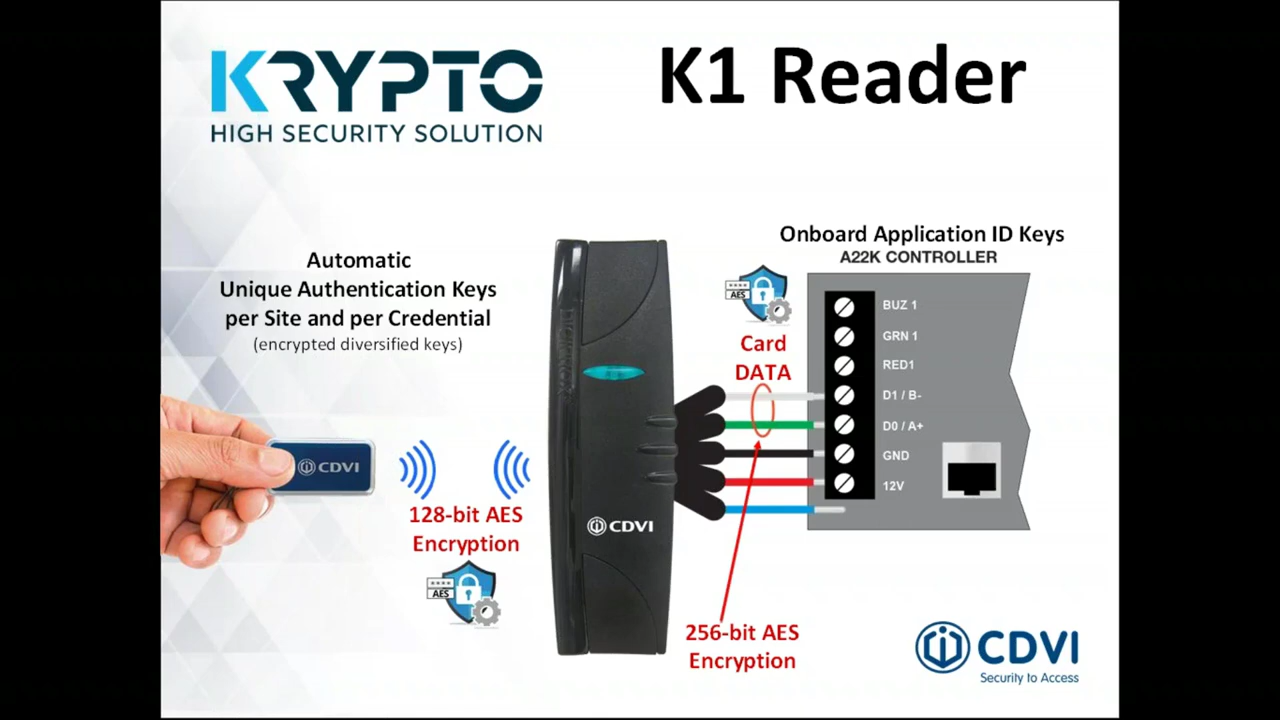 KRYPTO
HIGH SECURITY SOLUTION
K1 Reader
Automatic
Unique Authentication Keys
per Site and per Credential
(encrypted diversified keys)
CDVI
128-bit AES
Encryption
****
AES
CDVI
****
AES
Card
DATA
256-bit AES
Encryption
Onboard Application ID Keys
A22K CONTROLLER
BUZ 1
GRN 1
RED1
D1 / B-
D0 / A+
GND
12V
CDVI
Security to Access